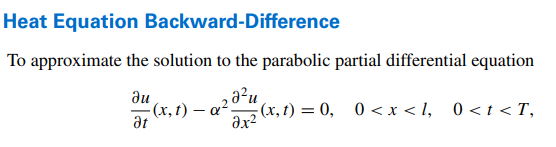 Heat Equation Backward-Difference
To approximate the solution to the parabolic partial differential equation
∂u/∂t (x, t) − α² ∂²u/∂x² (x, t) = 0, 0 < x < l, 0 < t < T,